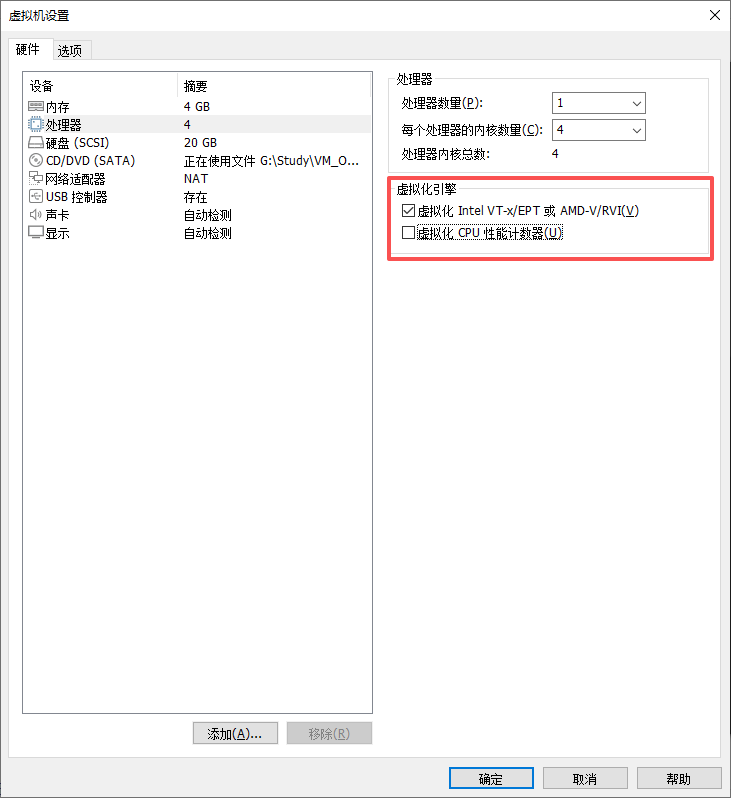 虚拟机设置
硬件 选项
设备 摘要
内存 4 GB
处理器 4
硬盘 (SCSI) 20 GB
CD/DVD (SATA) 正在使用文件 G:\Study\VM_O...
网络适配器 NAT
USB 控制器 存在
声卡 自动检测
显示 自动检测
添加(A)... 移除(R)
处理器
处理器数量(P): 1
每个处理器的内核数量(C): 4
处理器内核总数: 4
虚拟化引擎
虚拟化 Intel VT-x/EPT 或 AMD-V/RVI(V)
虚拟化 CPU 性能计数器(U)
确定 取消 帮助